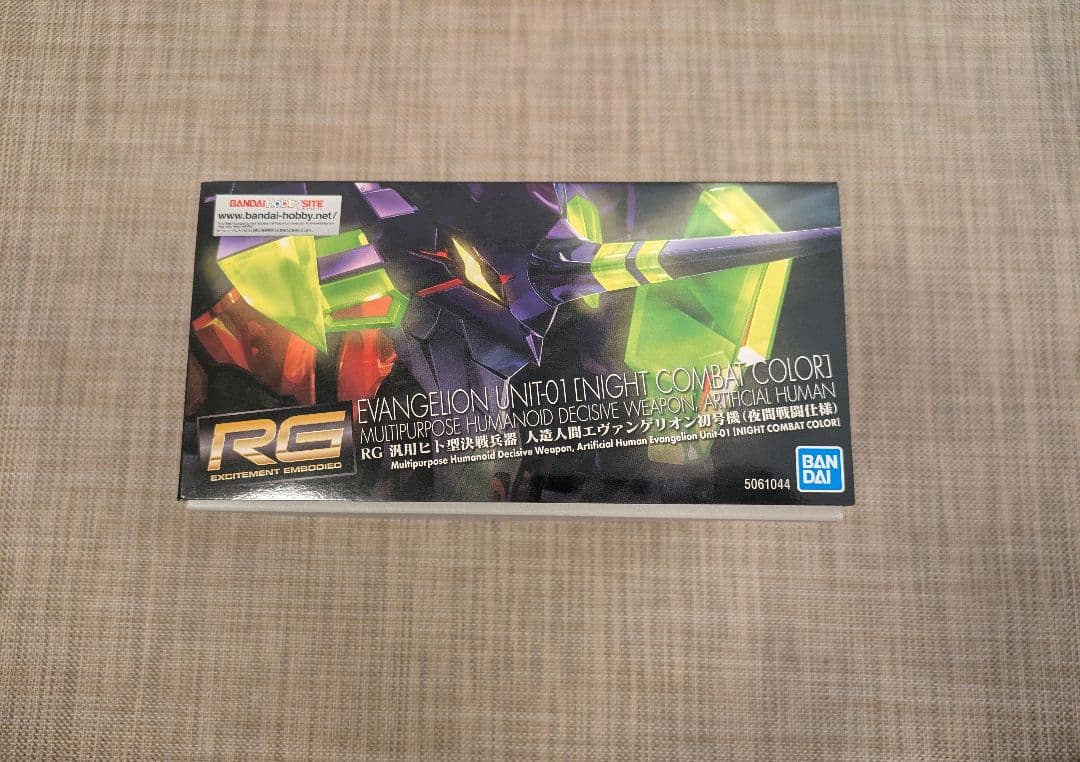 BANDAI HOBBY SITE
www.bandai-hobby.net/
EVANGELION UNIT-01 [NIGHT COMBAT COLOR]
MULTIPURPOSE HUMANOID DECISIVE WEAPON, ARTIFICIAL HUMAN
RG 汎用ヒト型決戦兵器 人造人間エヴァンゲリオン初号機(夜間戦闘仕様)
Multipurpose Humanoid Decisive Weapon, Artificial Human Evangelion Unit-01 [NIGHT COMBAT COLOR]
RG
EXCITEMENT EMBODIED
5061044
BAN
DAI